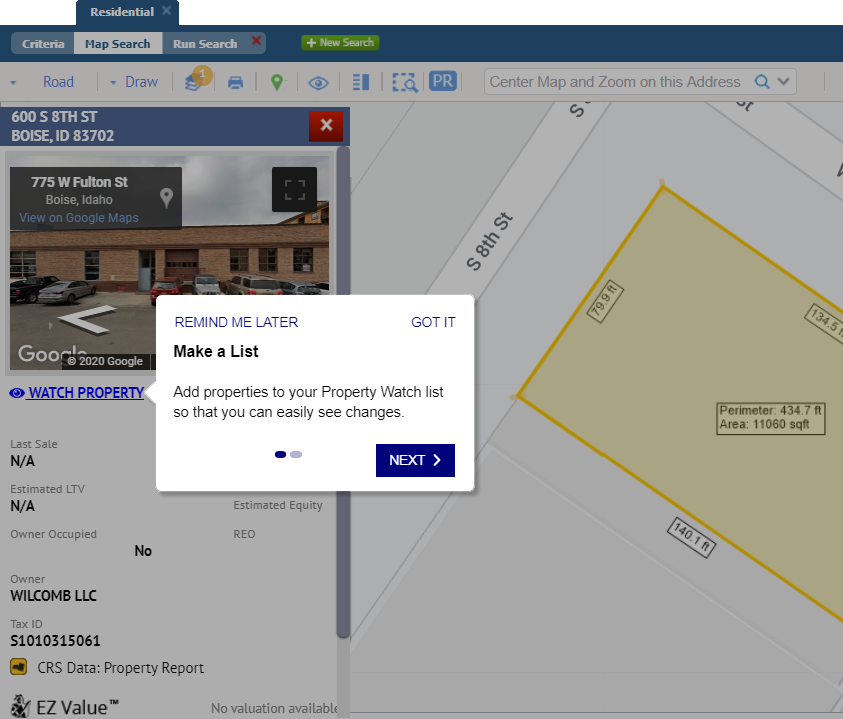 Residential
Criteria
Map Search
Run Search
New Search
Road
Draw
1
PR
Center Map and Zoom on this Address
600 S 8TH ST
BOISE, ID 83702
775 W Fulton St
Boise, Idaho
View on Google Maps
Google
© 2020 Google
WATCH PROPERTY
REMIND ME LATER
GOT IT
Make a List
Add properties to your Property Watch list
so that you can easily see changes.
NEXT
Last Sale
N/A
Estimated LTV
N/A
Estimated Equity
Owner Occupied
REO
No
Owner
WILCOMB LLC
Tax ID
S1010315061
CRS Data: Property Report
EZ Value™
No valuation available
S 8th St
79.9 ft
134.5
Perimeter: 434.7 ft
Area: 11060 sqft
140.1 ft